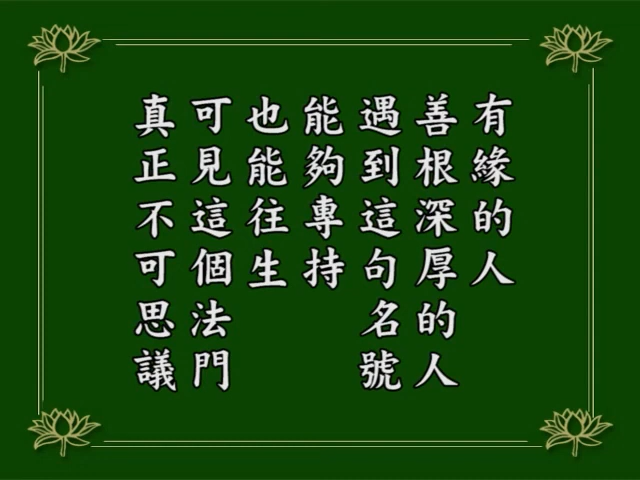 有緣的人
善根深厚的人
遇到這句名號
能夠專持
也能往生
可見這個法門
真正不可思議